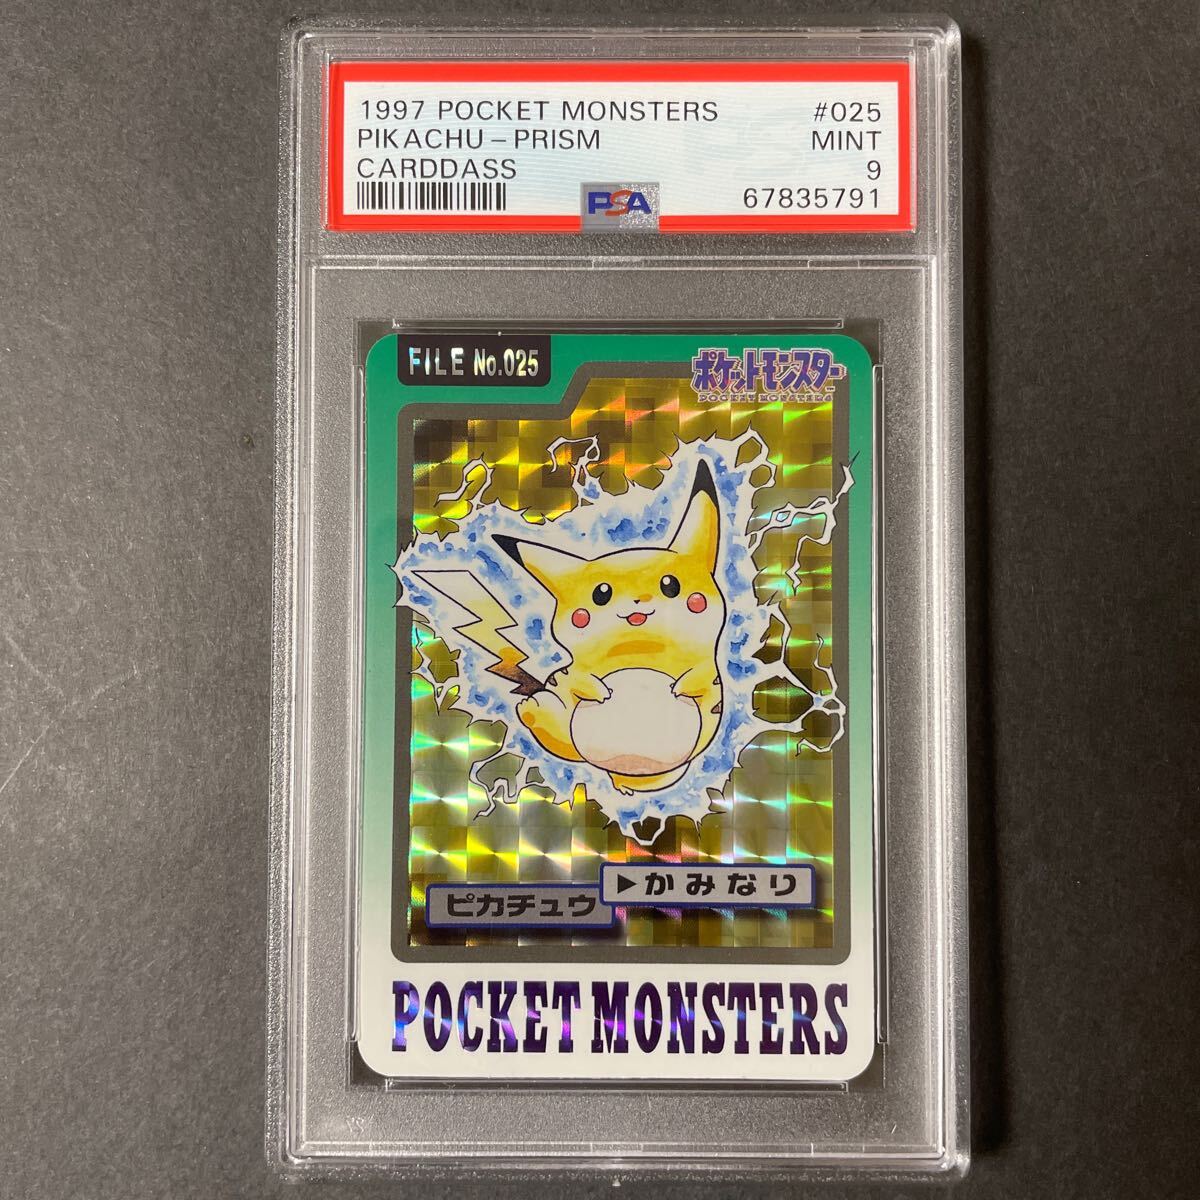 1997 POCKET MONSTERS #025
PIKACHU – PRISM MINT
CARDDASS 9
PSA 67835791
FILE No.025
ポケットモンスター
POCKET MONSTERS
▶かみなり
ピカチュウ
POCKET MONSTERS